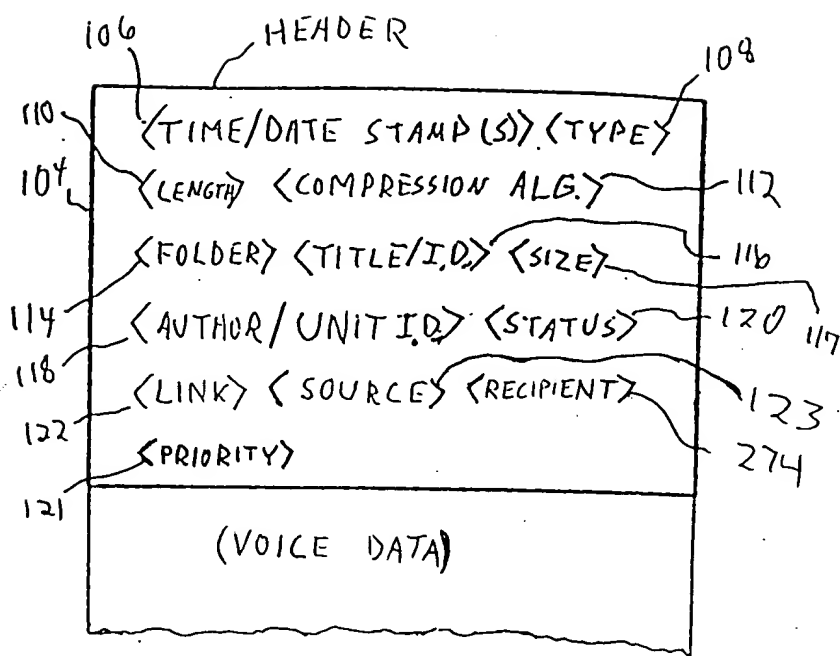 106 HEADER 108
110 <TIME/DATE STAMP(S)> <TYPE>
104 <LENGTH> <COMPRESSION ALG.> 112
<FOLDER> <TITLE/I.D.> <SIZE> 116
114 <AUTHOR/UNIT I.D.> <STATUS> 120 117
118 <LINK> <SOURCE> <RECIPIENT> 123
122 <PRIORITY> 274
121
(VOICE DATA)